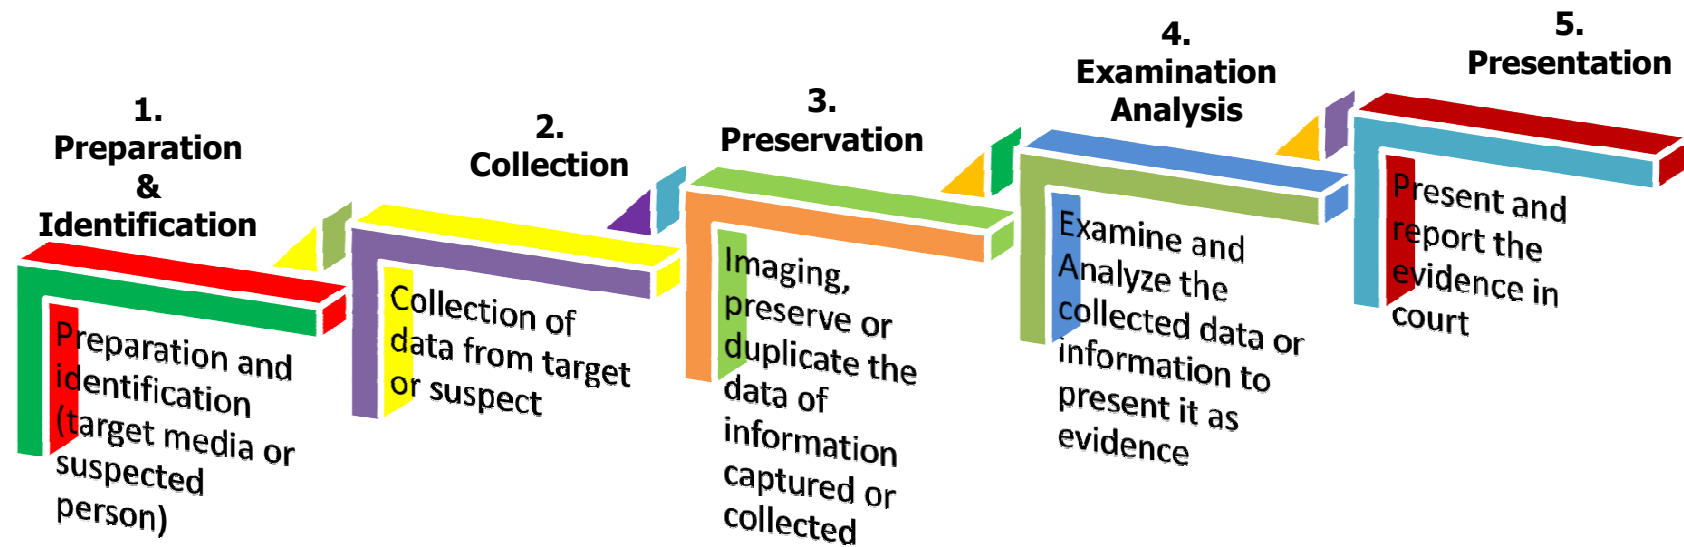 1.
Preparation
&
Identification
Preparation and
identification
(target media or
suspected
person)
2.
Collection
Collection of
data from target
or suspect
3.
Preservation
Imaging,
preserve or
duplicate the
data of
information
captured or
collected
4.
Examination
Analysis
Examine and
Analyze the
collected data or
information to
present it as
evidence
5.
Presentation
Present and
report the
evidence in
court